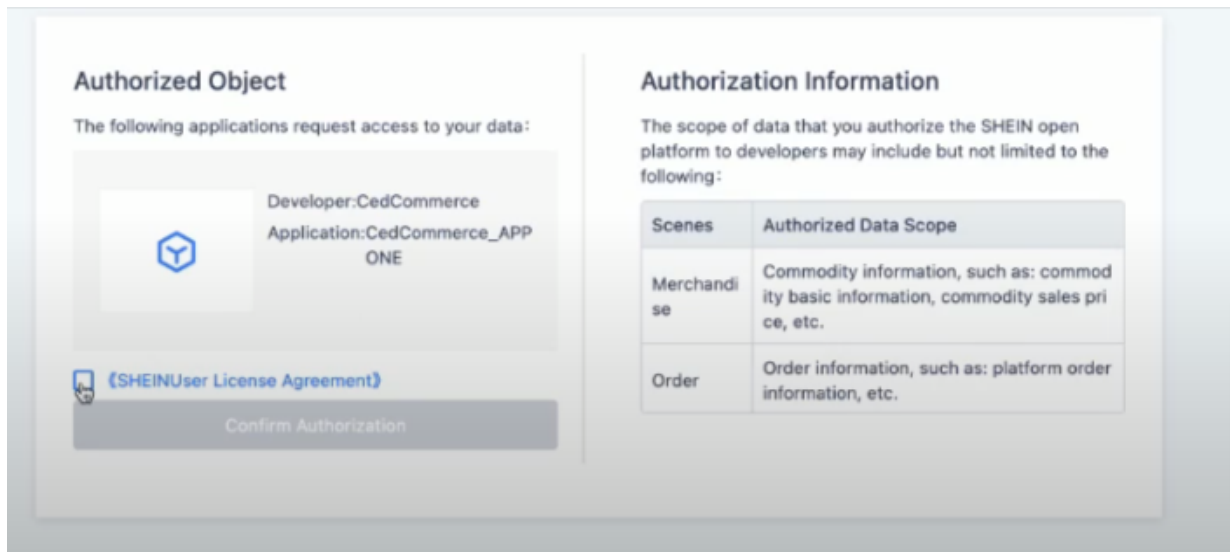 Authorized Object
The following applications request access to your data:
Developer:CedCommerce
Application:CedCommerce_APP
ONE
《SHEINUser License Agreement》
Confirm Authorization
Authorization Information
The scope of data that you authorize the SHEIN open
platform to developers may include but not limited to the
following:
Scenes Authorized Data Scope
Merchandi
se
Commodity information, such as: commod
ity basic information, commodity sales pri
ce, etc.
Order
Order information, such as: platform order
information, etc.